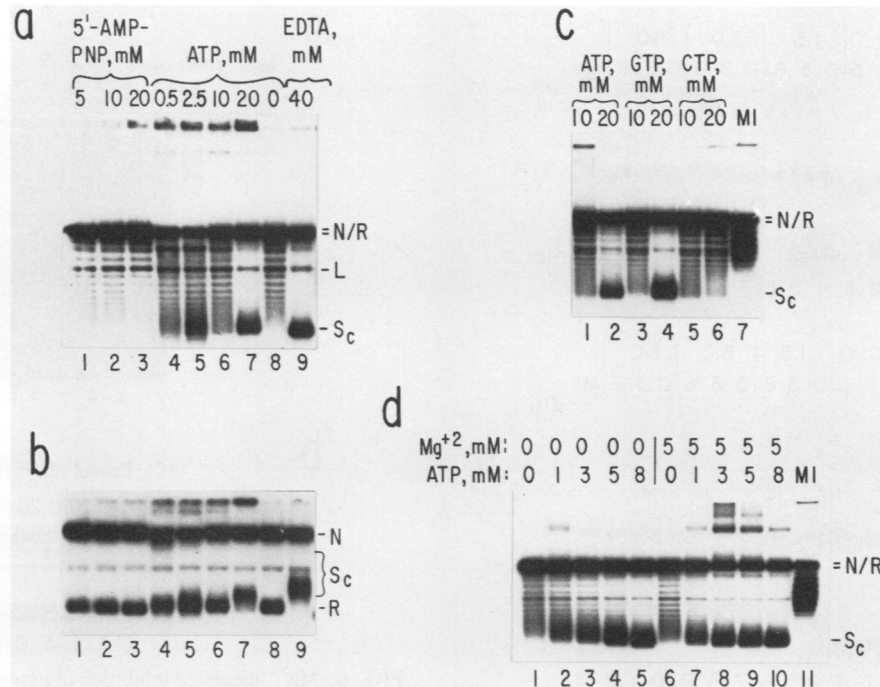 a
5'-AMP-
PNP, mM
ATP, mM
EDTA,
mM
5 10 20 0.5 2.5 10 20 0 40
=N/R
-L
-Sc
1 2 3 4 5 6 7 8 9
b
-N
Sc
-R
1 2 3 4 5 6 7 8 9
c
ATP,
mM
GTP,
mM
CTP,
mM
10 20 10 20 10 20 MI
=N/R
-Sc
1 2 3 4 5 6 7
d
Mg+2, mM: 0 0 0 0 0 5 5 5 5 5
ATP, mM: 0 1 3 5 8 0 1 3 5 8 MI
=N/R
-Sc
1 2 3 4 5 6 7 8 9 10 11